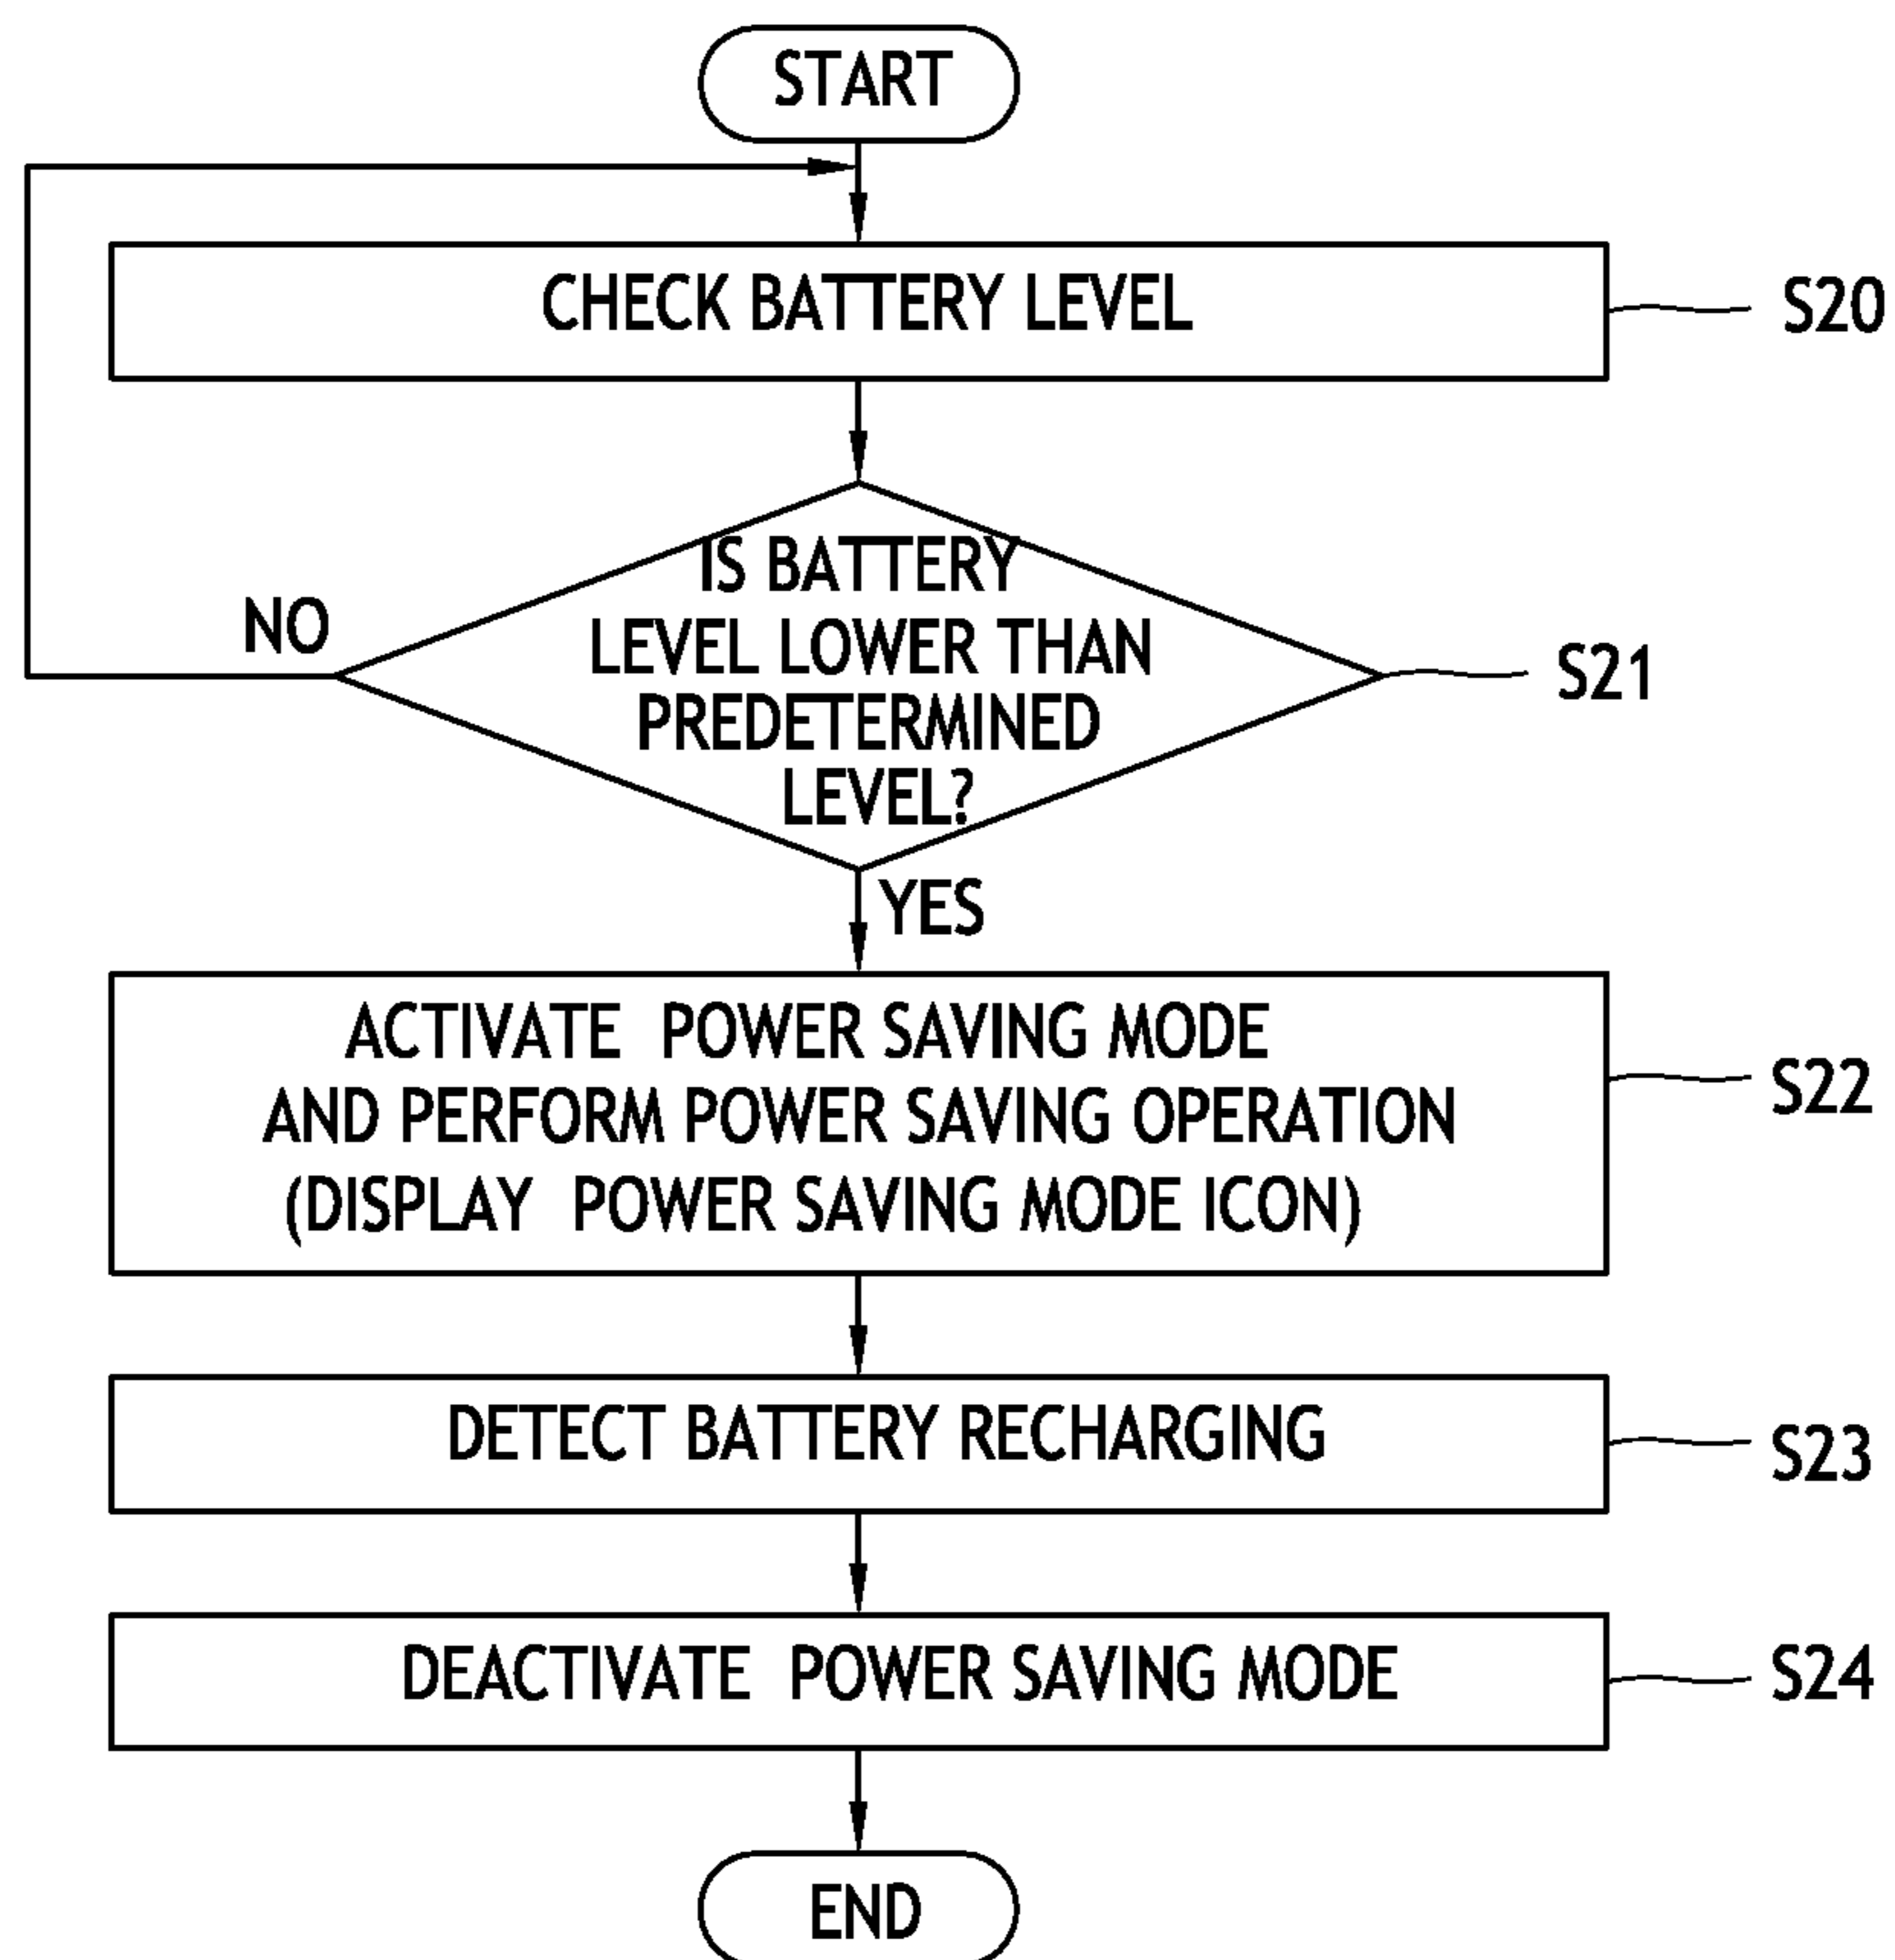 START
CHECK BATTERY LEVEL
S20
IS BATTERY
LEVEL LOWER THAN
PREDETERMINED
LEVEL?
S21
NO
YES
ACTIVATE POWER SAVING MODE
AND PERFORM POWER SAVING OPERATION
(DISPLAY POWER SAVING MODE ICON)
S22
DETECT BATTERY RECHARGING
S23
DEACTIVATE POWER SAVING MODE
S24
END